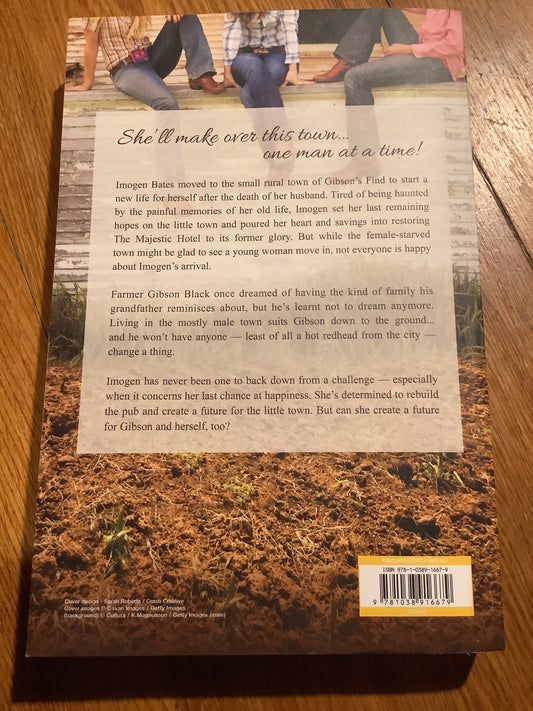 She'll make over this town...
one man at a time!
Imogen Bates moved to the small rural town of Gibson's Find to start a
new life for herself after the death of her husband. Tired of being haunted
by the painful memories of her old life, Imogen set her last remaining
hopes on the little town and poured her heart and savings into restoring
The Majestic Hotel to its former glory. But while the female-starved
town might be glad to see a young woman move in, not everyone is happy
about Imogen's arrival.
Farmer Gibson Black once dreamed of having the kind of family his
grandfather reminisces about, but he's learnt not to dream anymore.
Living in the mostly male town suits Gibson down to the ground...
and he won't have anyone — least of all a hot redhead from the city —
change a thing.
Imogen has never been one to back down from a challenge — especially
when it concerns her last chance at happiness. She's determined to rebuild
the pub and create a future for the little town. But can she create a future
for Gibson and herself, too?
ISBN 978-1-0389-1667-9
9 781038 916679
Cover design - Sarah Roberts / Crash Creative
Cover images © Cavan Images / Getty Images
(background) © Cultura / K Magnusson / Getty Images (male)